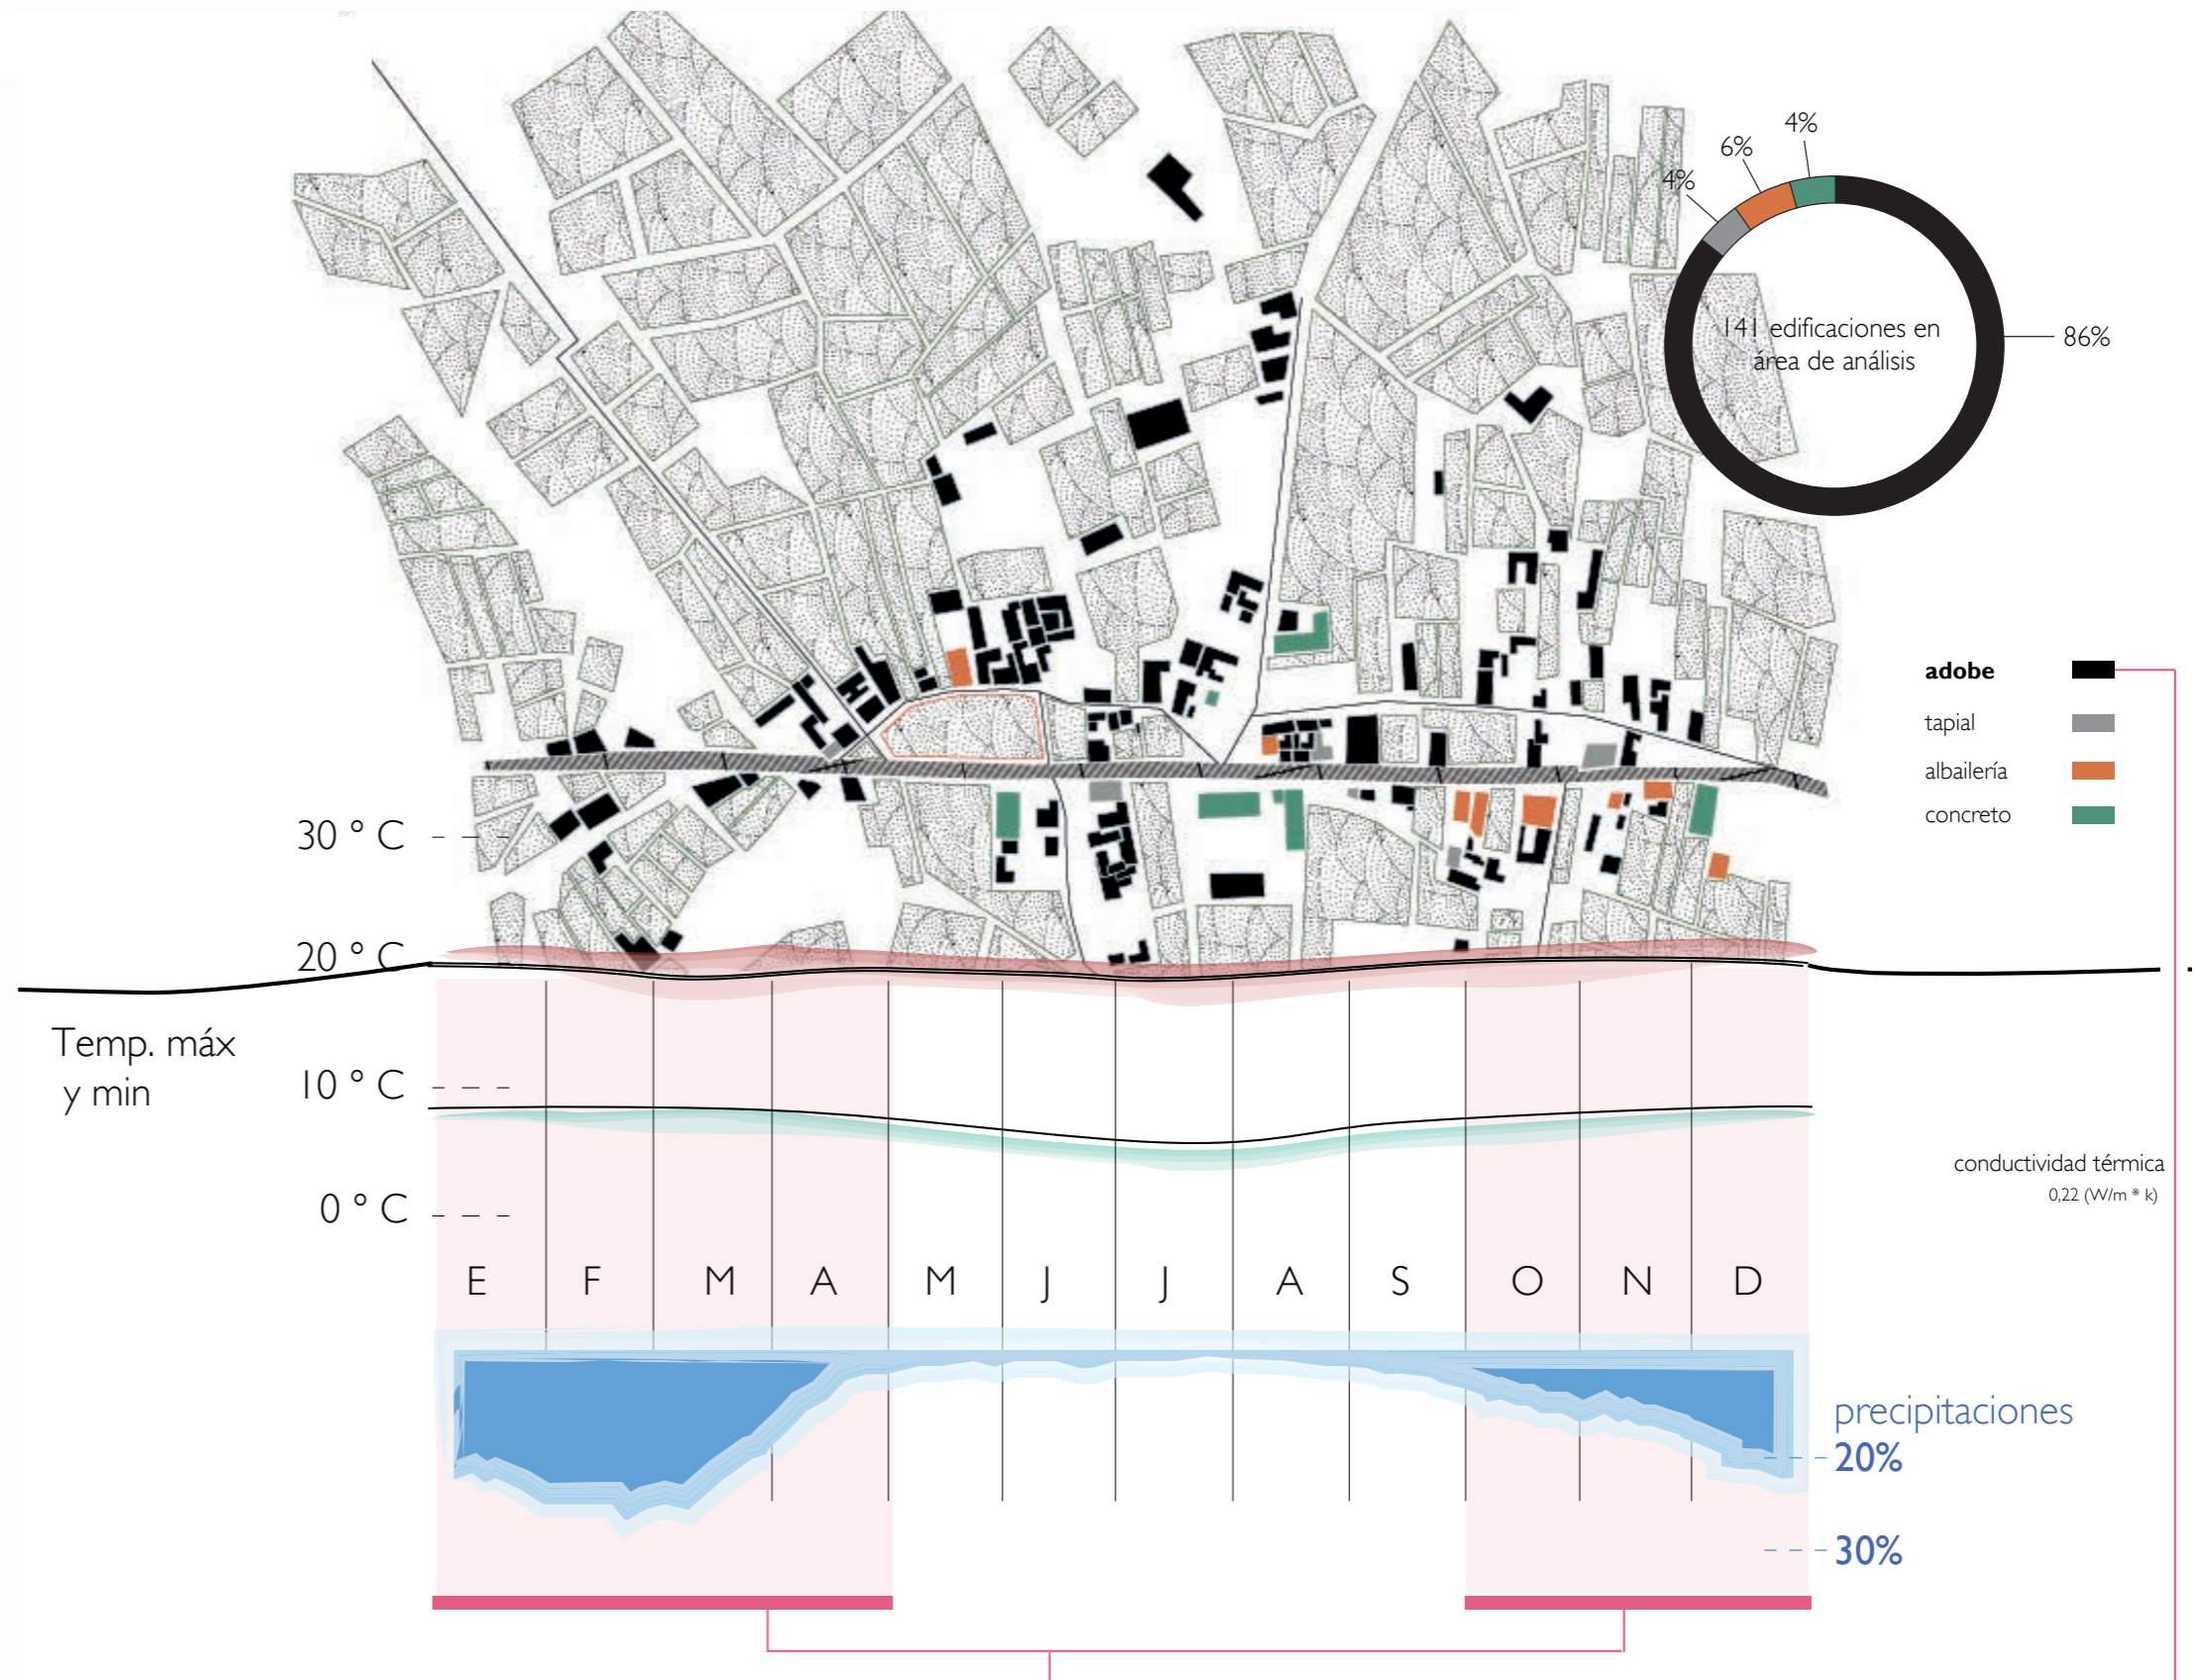 4%
6%
4%
141 edificaciones en
área de análisis
86%
adobe
tapial
albailería
concreto
30 ° C
20 ° C
Temp. máx
y min
10 ° C
0 ° C
conductividad térmica
0,22 (W/m * k)
E F M A M J J A S O N D
precipitaciones
20%
30%